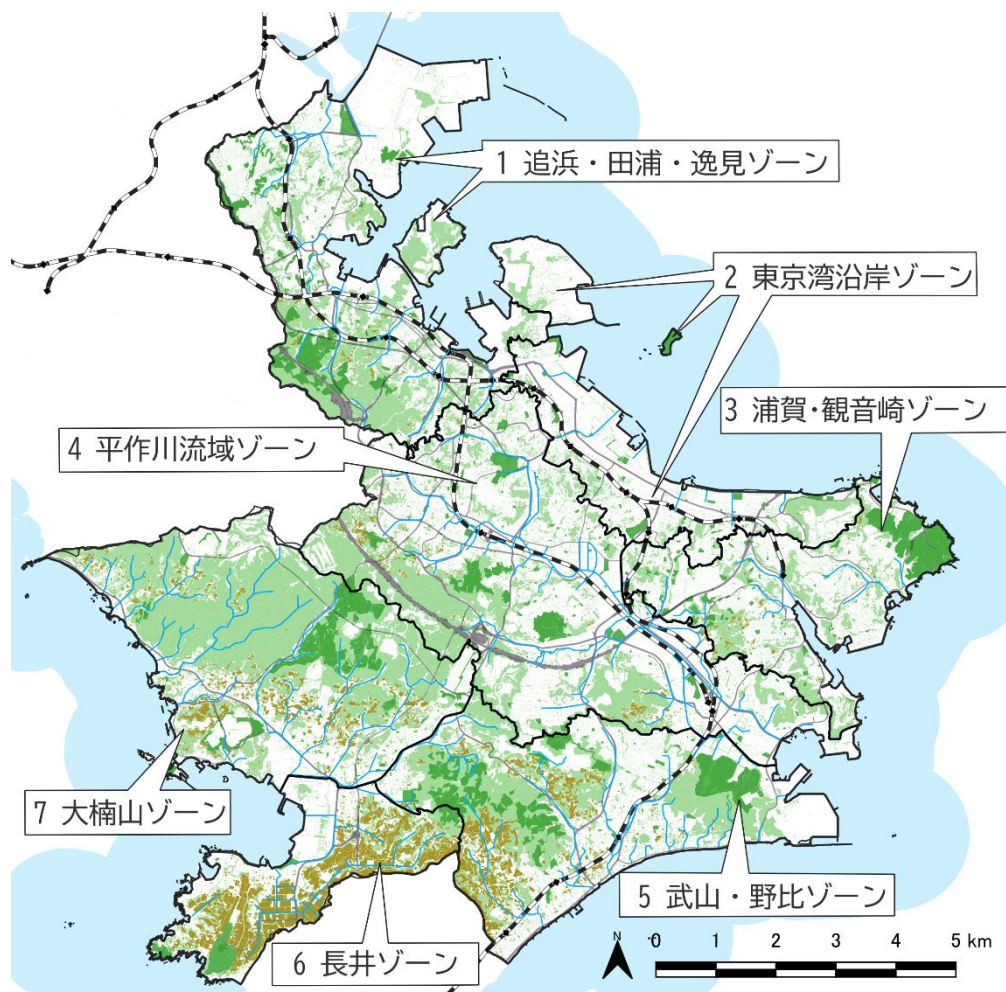 1 追浜・田浦・逸見ゾーン
2 東京湾沿岸ゾーン
3 浦賀・観音崎ゾーン
4 平作川流域ゾーン
7 大楠山ゾーン
5 武山・野比ゾーン
6 長井ゾーン
N
0 1 2 3 4 5 km